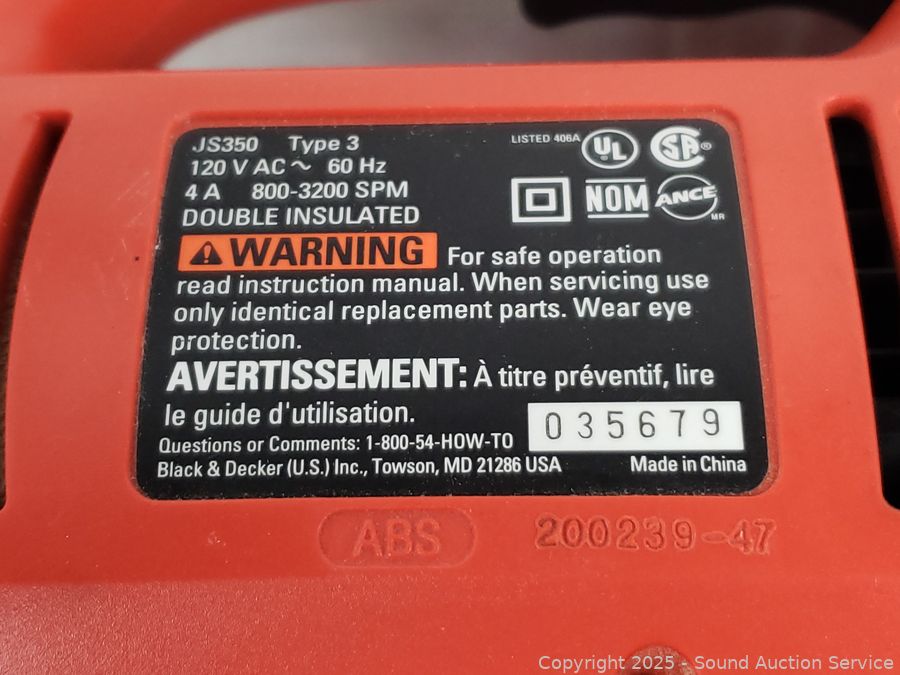 JS350 Type 3
LISTED 406A UL SA ®
120 V AC ~ 60 Hz
4 A 800-3200 SPM
NOM ANCE MR
DOUBLE INSULATED
⚠WARNING For safe operation
read instruction manual. When servicing use
only identical replacement parts. Wear eye
protection.
AVERTISSEMENT: À titre préventif, lire
le guide d'utilisation.
035679
Questions or Comments: 1-800-54-HOW-TO
Black & Decker (U.S.) Inc., Towson, MD 21286 USA Made in China
ABS 200239-47
Copyright 2025 - Sound Auction Service